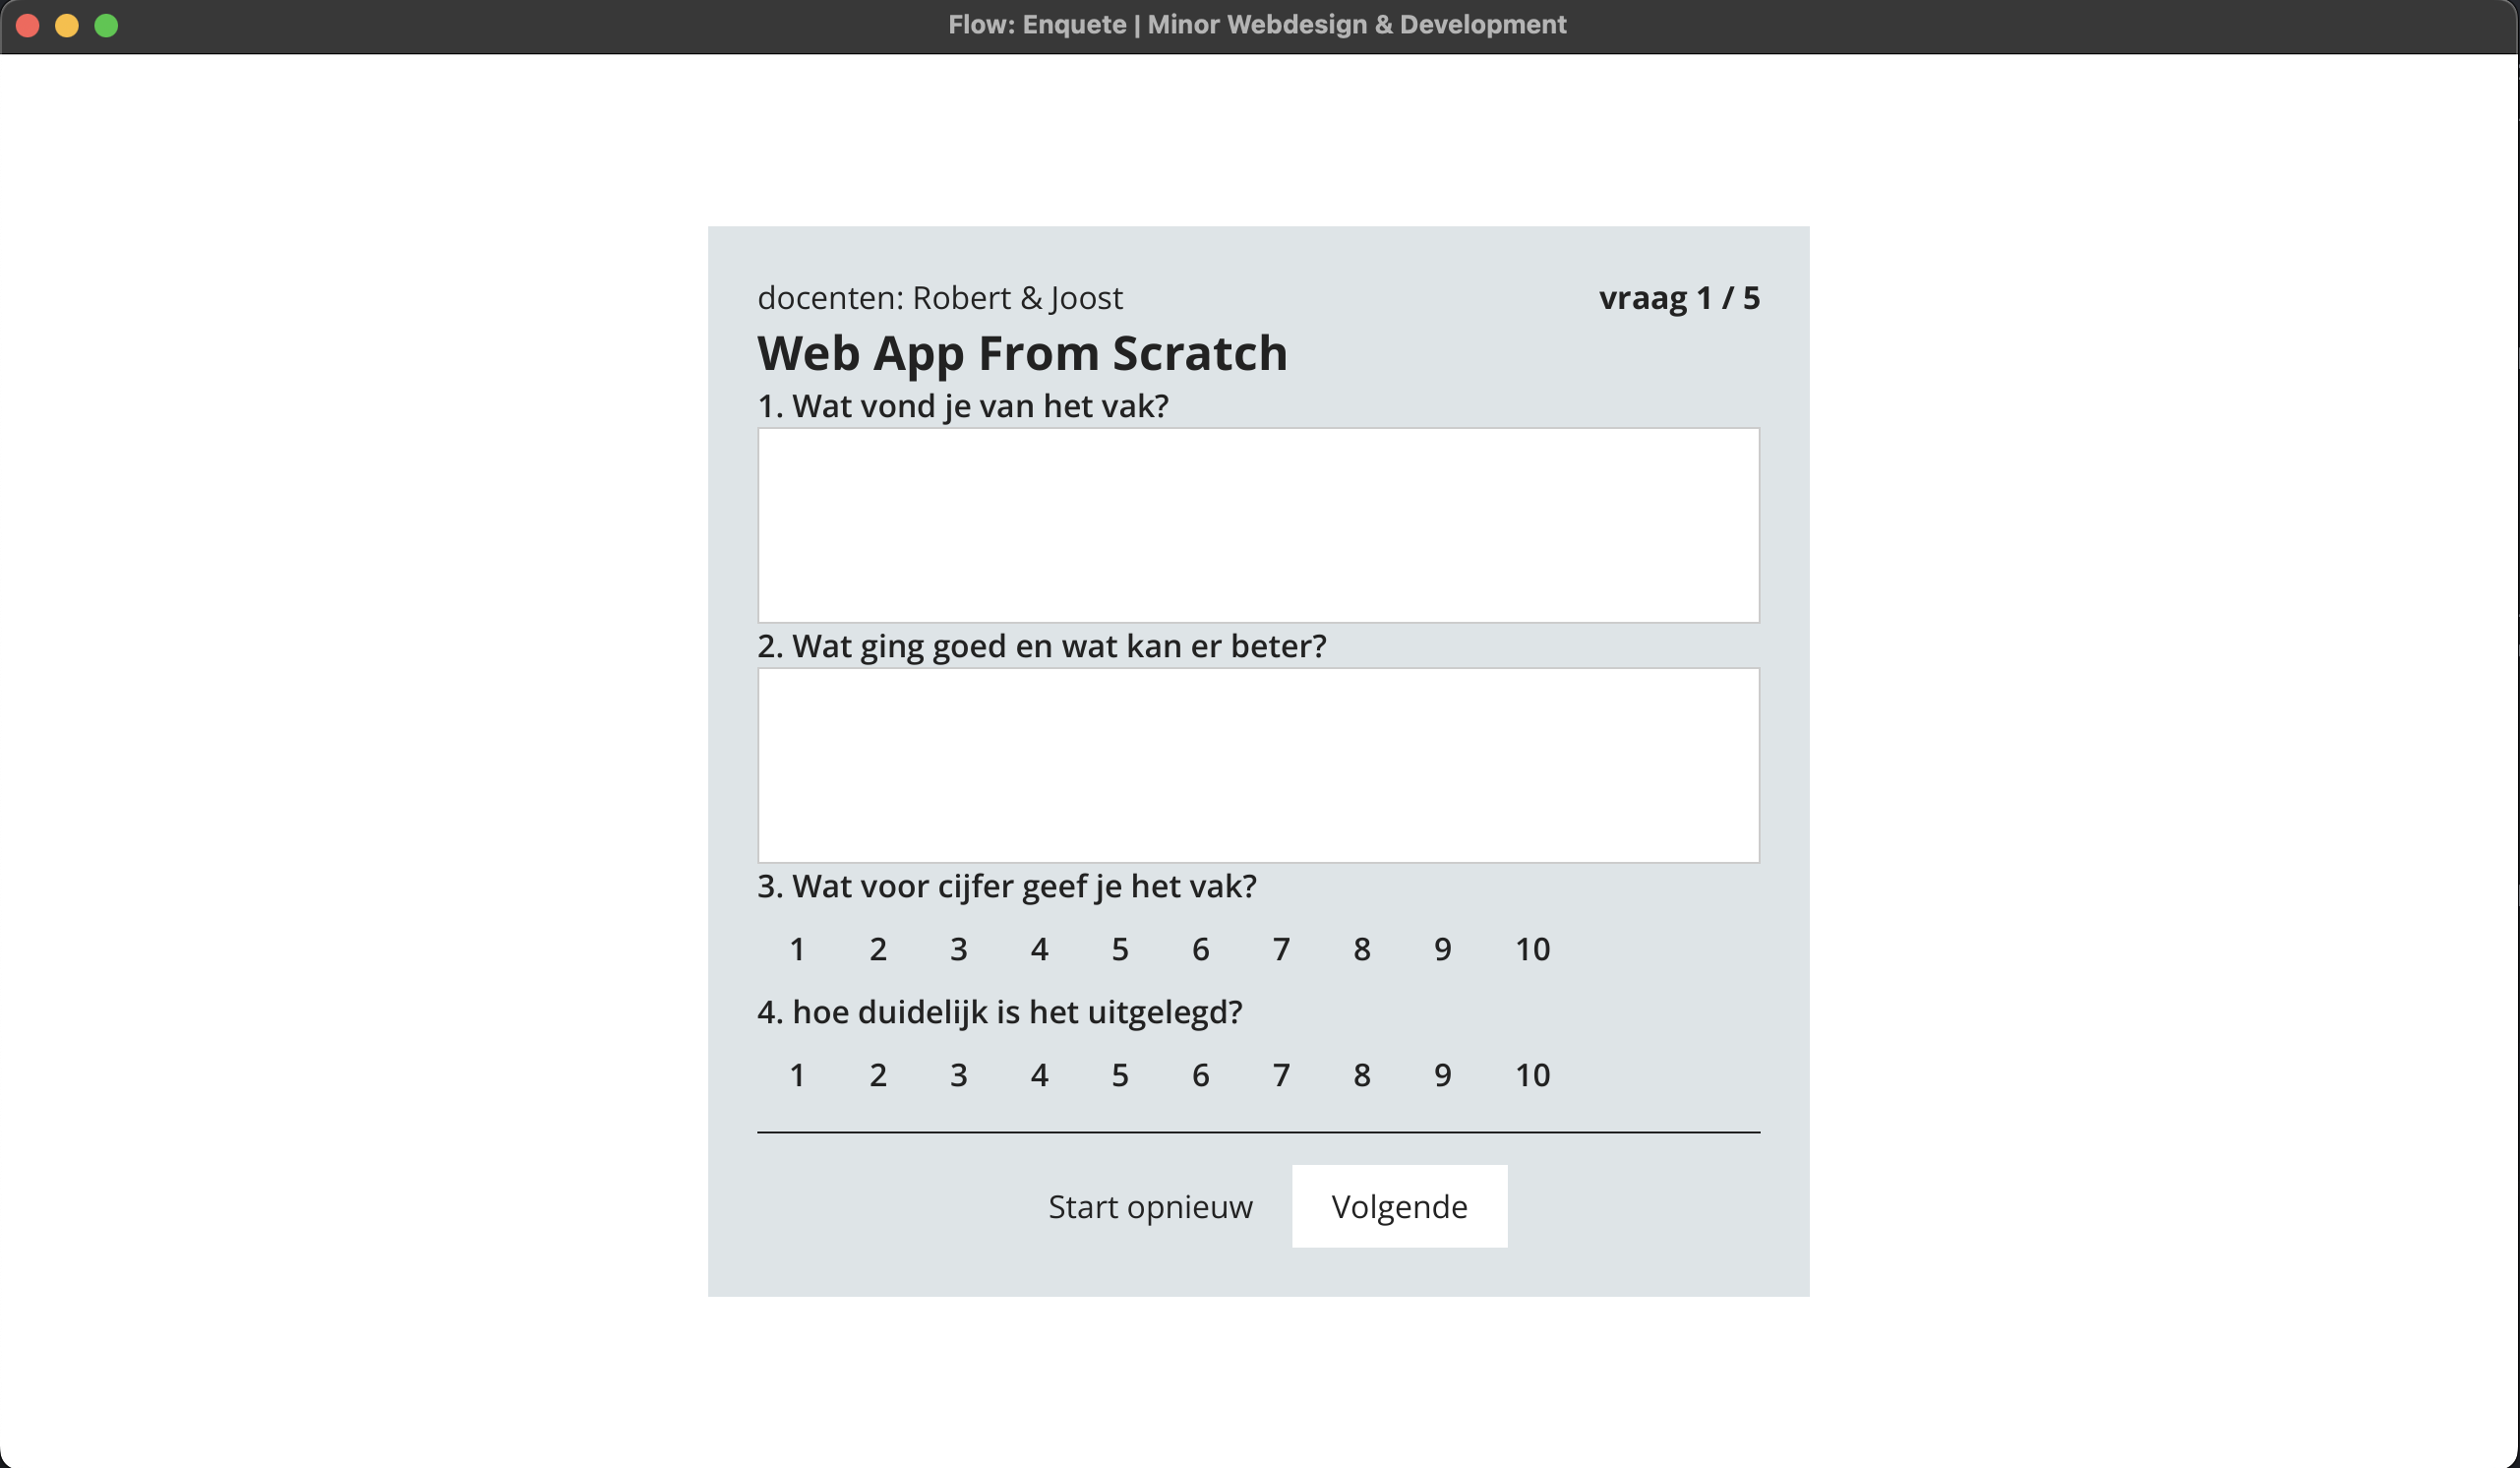 Flow: Enquete | Minor Webdesign & Development
docenten: Robert & Joost
vraag 1 / 5
Web App From Scratch
1. Wat vond je van het vak?
2. Wat ging goed en wat kan er beter?
3. Wat voor cijfer geef je het vak?
1 2 3 4 5 6 7 8 9 10
4. hoe duidelijk is het uitgelegd?
1 2 3 4 5 6 7 8 9 10
Start opnieuw
Volgende